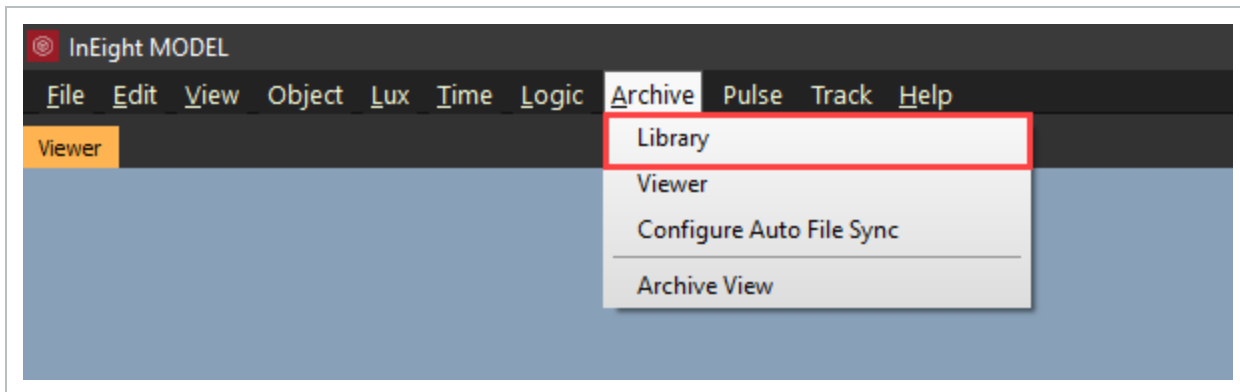 InEight MODEL
File Edit View Object Lux Time Logic Archive Pulse Track Help
Viewer
Library
Viewer
Configure Auto File Sync
Archive View